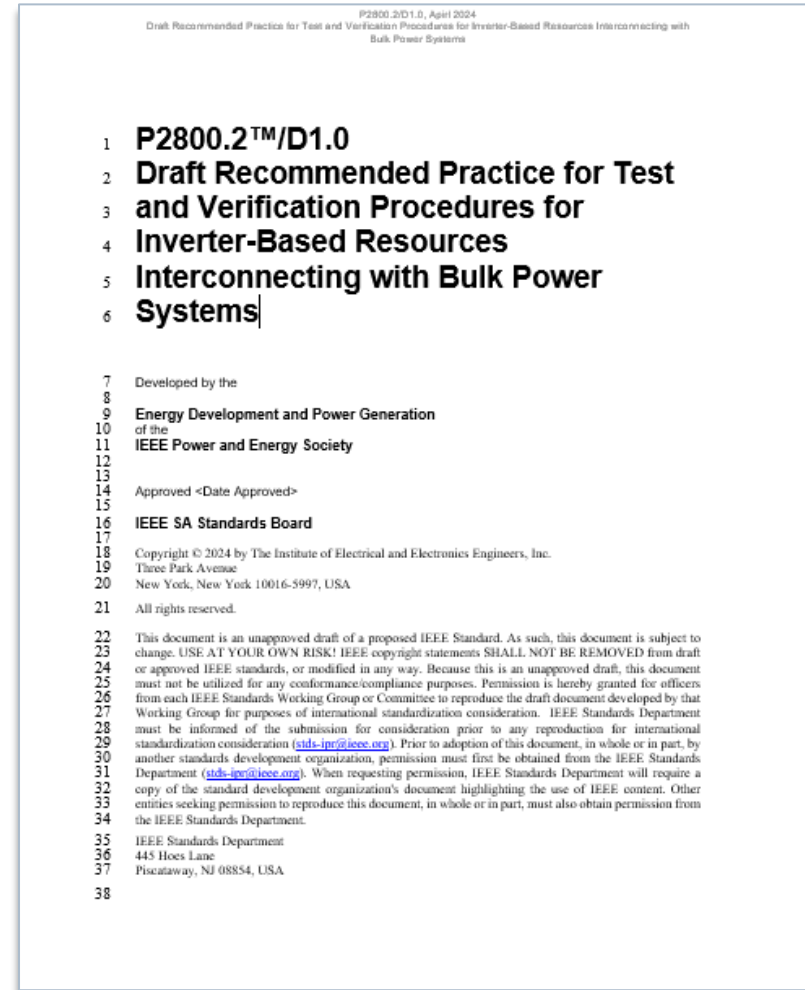 P2800.2/D1.0, Apirl 2024
Draft Recommended Practice for Test and Verification Procedures for Inverter-Based Resources Interconnecting with
Bulk Power Systems
1 P2800.2™/D1.0
2 Draft Recommended Practice for Test
3 and Verification Procedures for
4 Inverter-Based Resources
5 Interconnecting with Bulk Power
6 Systems
7 Developed by the
8
9 Energy Development and Power Generation
10 of the
11 IEEE Power and Energy Society
12
13
14 Approved <Date Approved>
15
16 IEEE SA Standards Board
17
18 Copyright © 2024 by The Institute of Electrical and Electronics Engineers, Inc.
19 Three Park Avenue
20 New York, New York 10016-5997, USA
21 All rights reserved.
22 This document is an unapproved draft of a proposed IEEE Standard. As such, this document is subject to
23 change. USE AT YOUR OWN RISK! IEEE copyright statements SHALL NOT BE REMOVED from draft
24 or approved IEEE standards, or modified in any way. Because this is an unapproved draft, this document
25 must not be utilized for any conformance/compliance purposes. Permission is hereby granted for officers
26 from each IEEE Standards Working Group or Committee to reproduce the draft document developed by that
27 Working Group for purposes of international standardization consideration. IEEE Standards Department
28 must be informed of the submission for consideration prior to any reproduction for international
29 standardization consideration (stds-ipr@ieee.org). Prior to adoption of this document, in whole or in part, by
30 another standards development organization, permission must first be obtained from the IEEE Standards
31 Department (stds-ipr@ieee.org). When requesting permission, IEEE Standards Department will require a
32 copy of the standard development organization's document highlighting the use of IEEE content. Other
33 entities seeking permission to reproduce this document, in whole or in part, must also obtain permission from
34 the IEEE Standards Department.
35 IEEE Standards Department
36 445 Hoes Lane
37 Piscataway, NJ 08854, USA
38